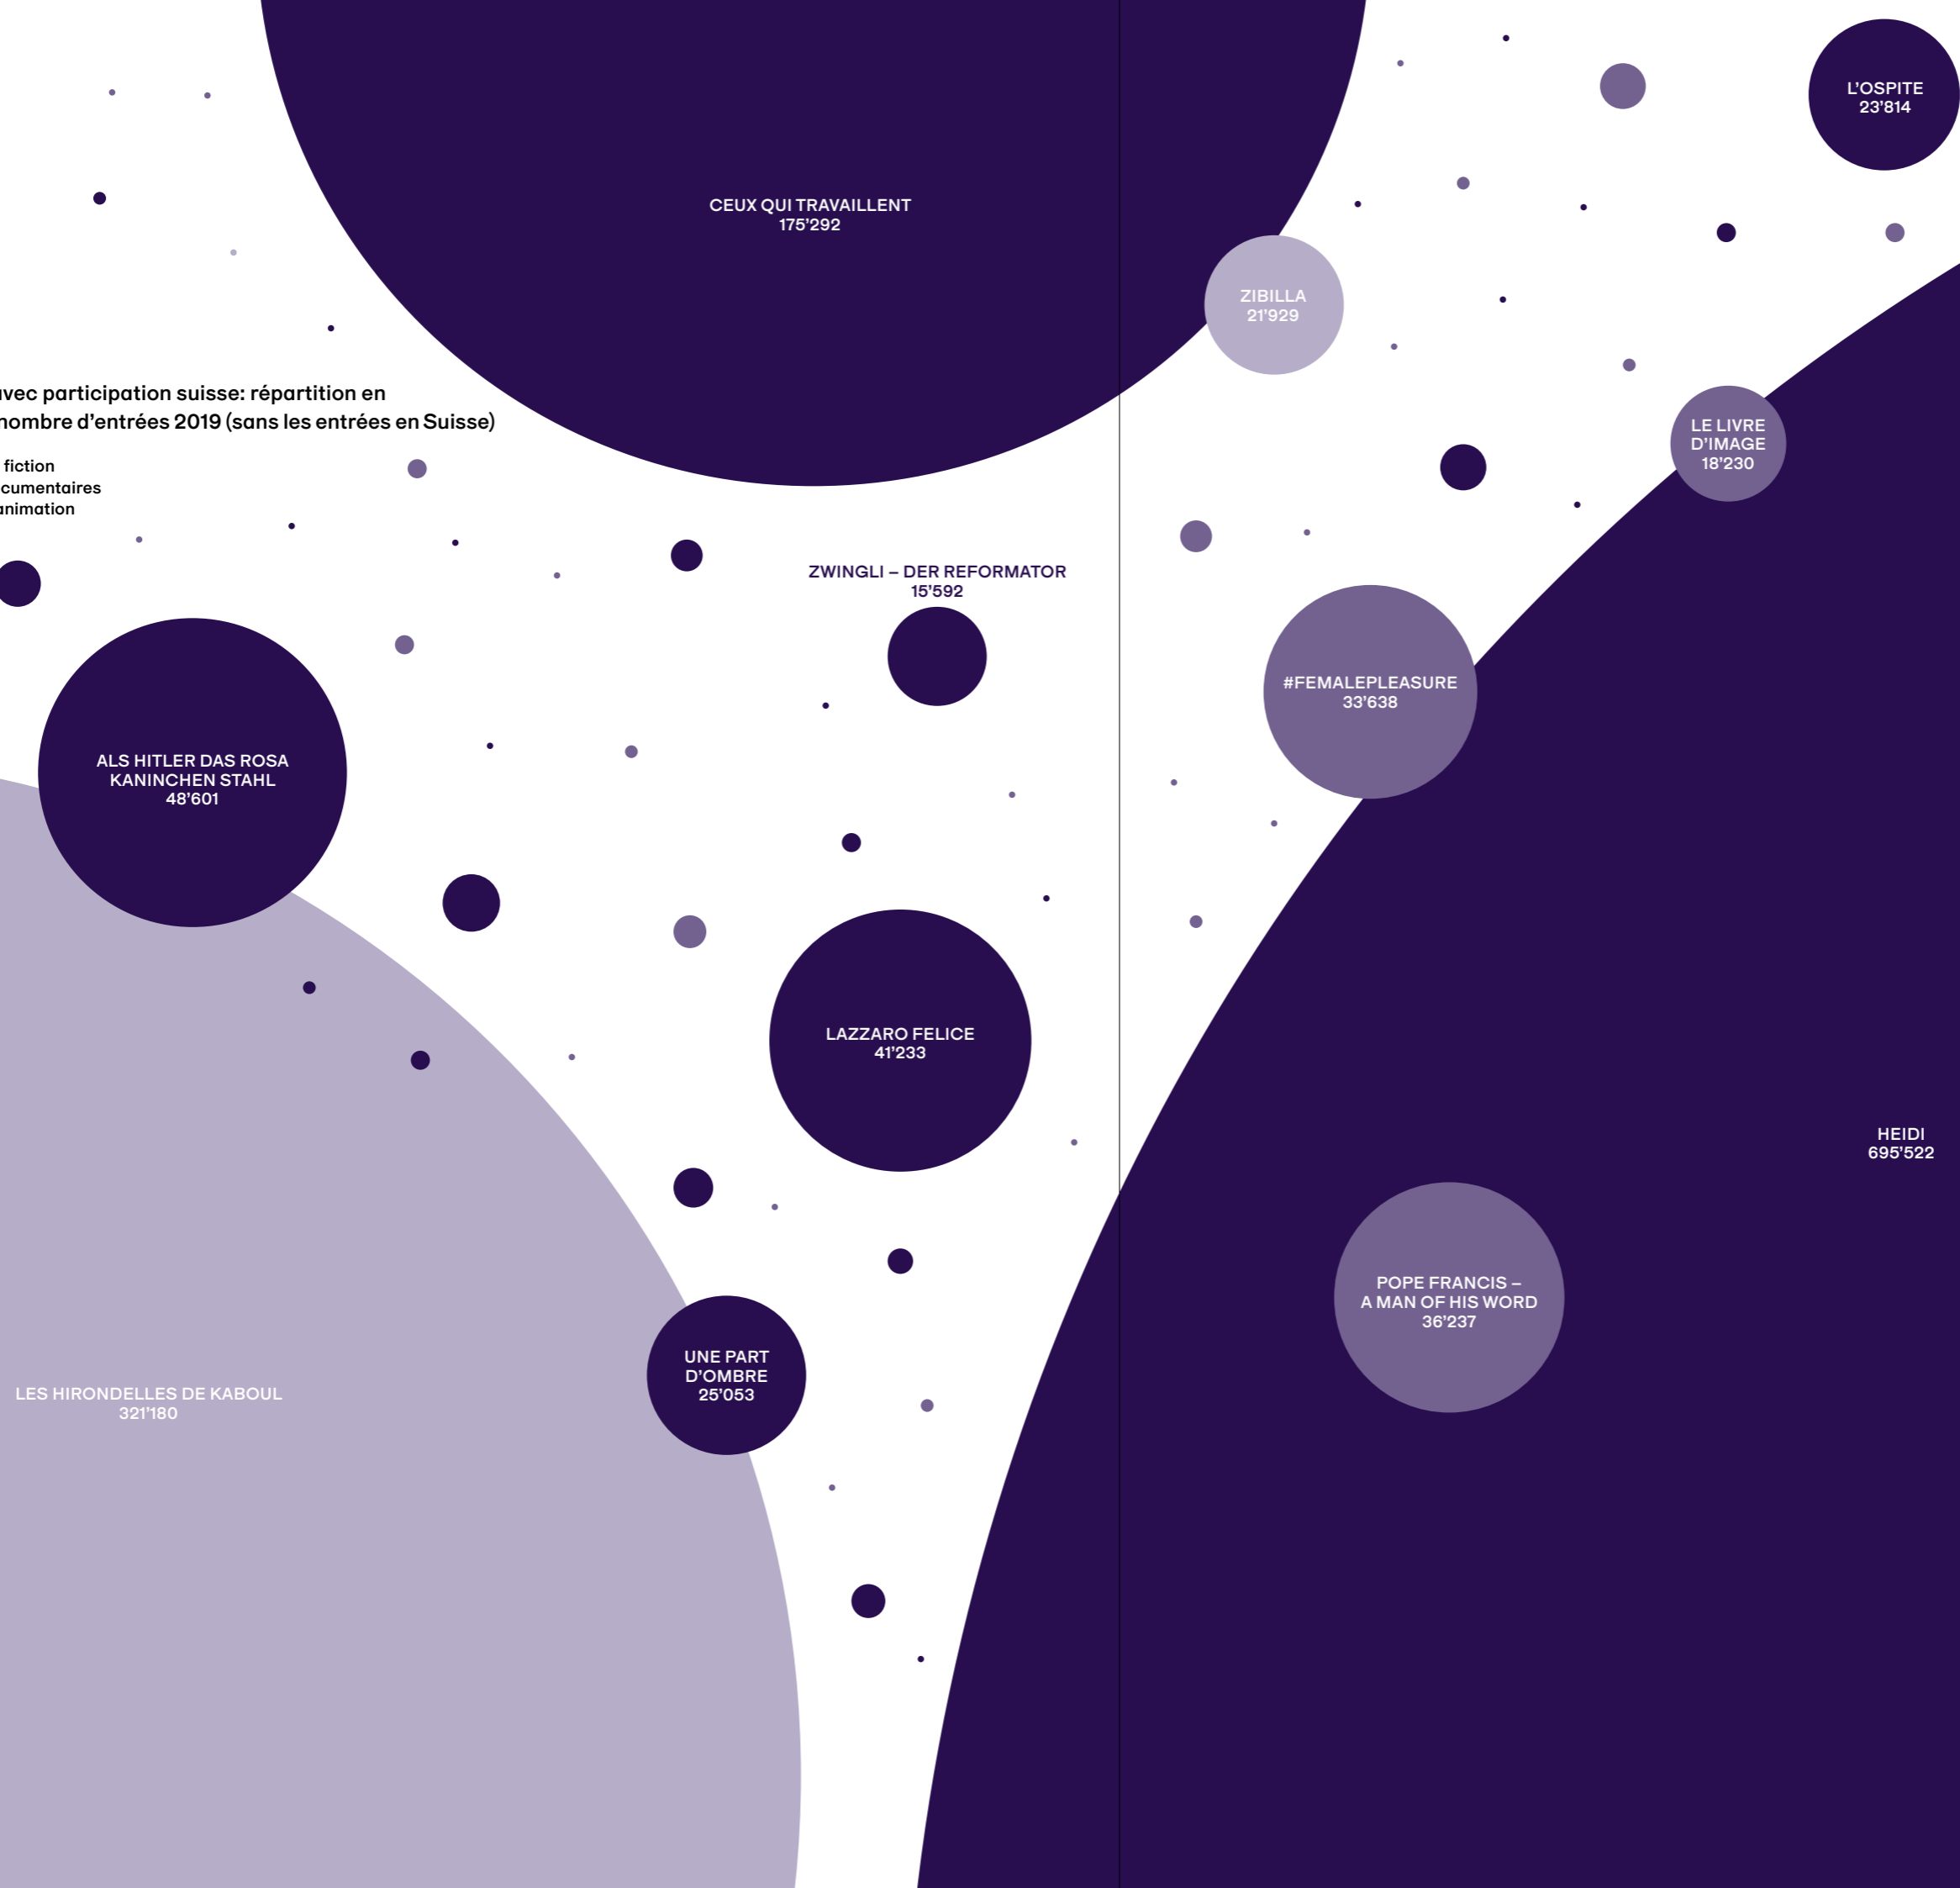 L'OSPITE
23'814
CEUX QUI TRAVAILLENT
175'292
ZIBILLA
21'929
avec participation suisse: répartition en
nombre d'entrées 2019 (sans les entrées en Suisse)
fiction
cumentaires
animation
LE LIVRE
D'IMAGE
18'230
ZWINGLI – DER REFORMATOR
15'592
#FEMALEPLEASURE
33'638
ALS HITLER DAS ROSA
KANINCHEN STAHL
48'601
LAZZARO FELICE
41'233
HEIDI
695'522
POPE FRANCIS –
A MAN OF HIS WORD
36'237
UNE PART
D'OMBRE
25'053
LES HIRONDELLES DE KABOUL
321'180